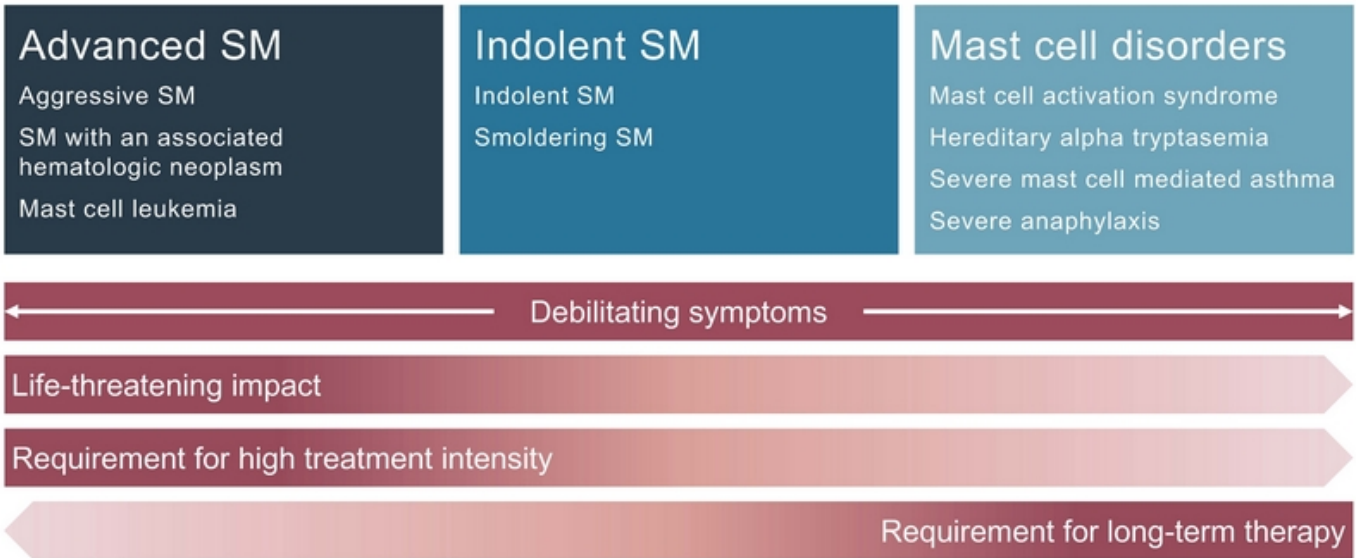 Advanced SM
Aggressive SM
SM with an associated
hematologic neoplasm
Mast cell leukemia
Indolent SM
Indolent SM
Smoldering SM
Mast cell disorders
Mast cell activation syndrome
Hereditary alpha tryptasemia
Severe mast cell mediated asthma
Severe anaphylaxis
Debilitating symptoms
Life-threatening impact
Requirement for high treatment intensity
Requirement for long-term therapy